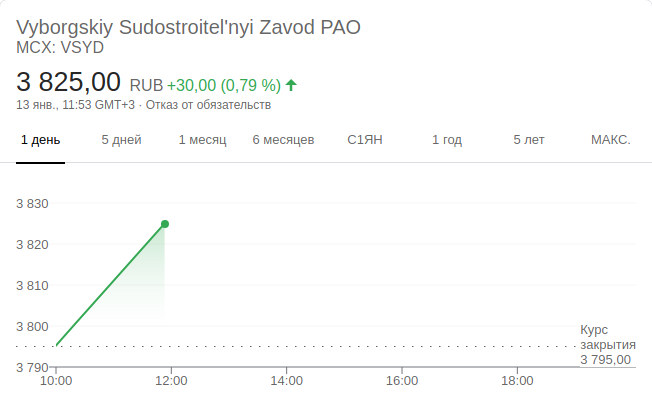 Vyborgskiy Sudostroitel'nyi Zavod PAO
MCX: VSYD
3 825,00 RUB +30,00 (0,79 %)
13 янв., 11:53 GMT+3 · Отказ от обязательств
1 день 5 дней 1 месяц 6 месяцев С1ЯН 1 год 5 лет МАКС.
3 830
3 820
3 810
3 800
Курс
закрытия
3 795,00
3 790
10:00 12:00 14:00 16:00 18:00